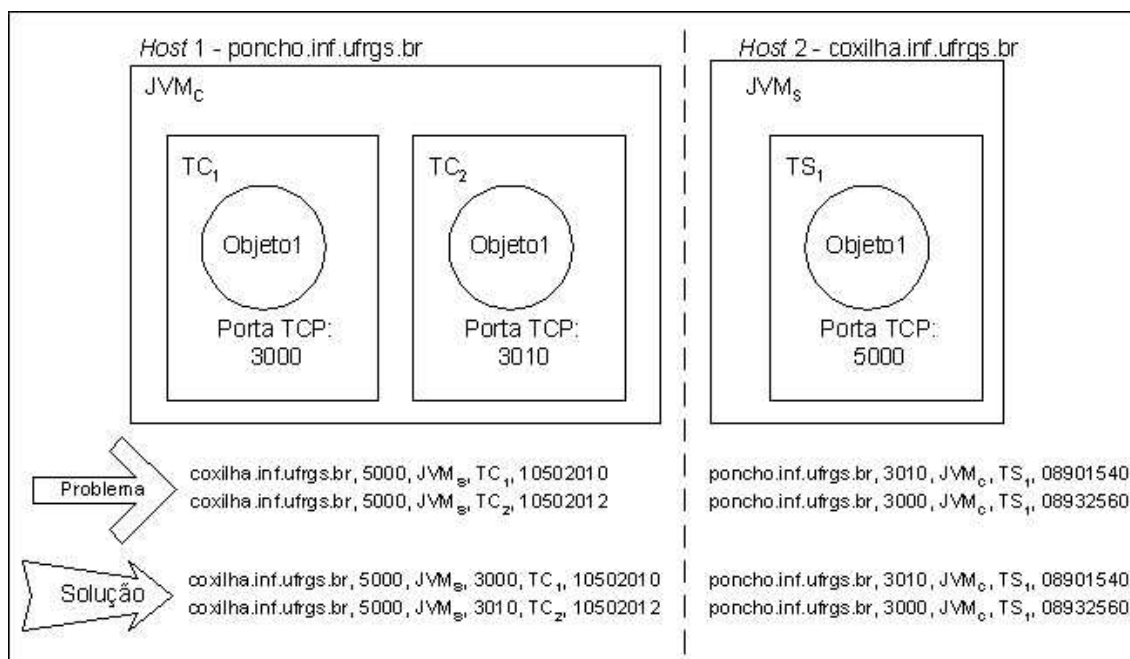 Host 1 - poncho.inf.ufrgs.br
Host 2 - coxilha.inf.ufrgs.br
JVMC
JVMS
TC1
TC2
TS1
Objeto1
Objeto1
Objeto1
Porta TCP:
3000
Porta TCP:
3010
Porta TCP:
5000
Problema
coxilha.inf.ufrgs.br, 5000, JVMs, TC1, 10502010
coxilha.inf.ufrgs.br, 5000, JVMs, TC2, 10502012
poncho.inf.ufrgs.br, 3010, JVMc, TS1, 08901540
poncho.inf.ufrgs.br, 3000, JVMc, TS1, 08932560
Solução
coxilha.inf.ufrgs.br, 5000, JVMs, 3000, TC1, 10502010
coxilha.inf.ufrgs.br, 5000, JVMs, 3010, TC2, 10502012
poncho.inf.ufrgs.br, 3010, JVMc, TS1, 08901540
poncho.inf.ufrgs.br, 3000, JVMc, TS1, 08932560